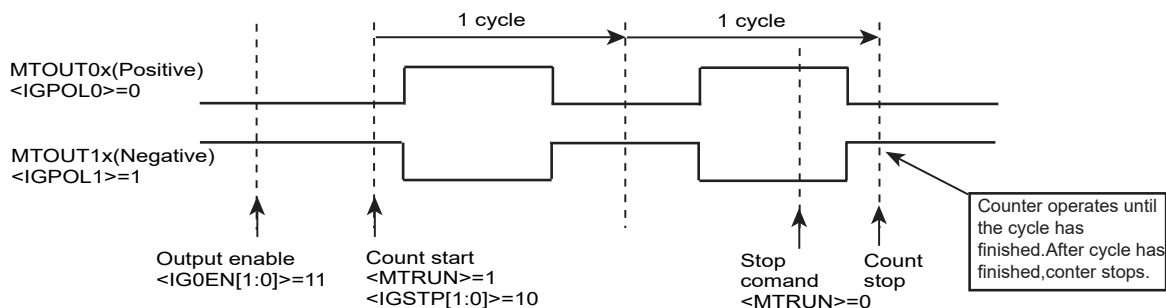 1 cycle
1 cycle
MTOUT0x(Positive)
<IGPOL0>=0
MTOUT1x(Negative)
<IGPOL1>=1
Output enable
<IG0EN[1:0]>=11
Count start
<MTRUN>=1
<IGSTP[1:0]>=10
Stop
comand
<MTRUN>=0
Count
stop
Counter operates until
the cycle has
finished.After cycle has
finished,conter stops.